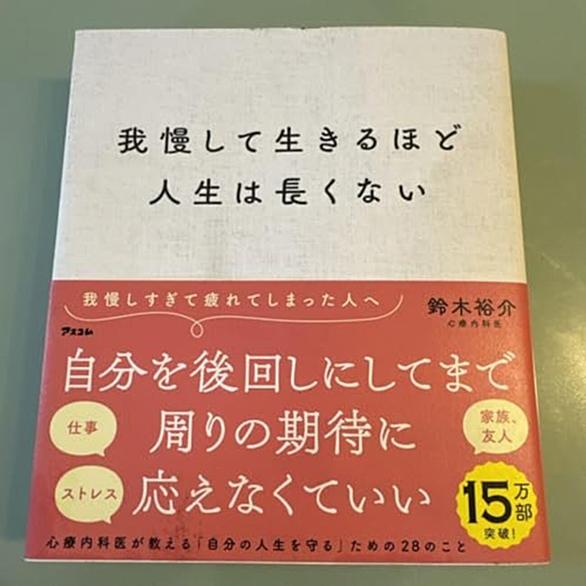 我慢して生きるほど
人生は長くない
我慢しすぎて疲れてしまった人へ
鈴木裕介
心療内科医
アスコム
自分を後回しにしてまで
仕事
周りの期待に
家族、
友人
ストレス
応えなくていい
15万部
突破!
心療内科医が教える「自分の人生を守る」ための28のこと